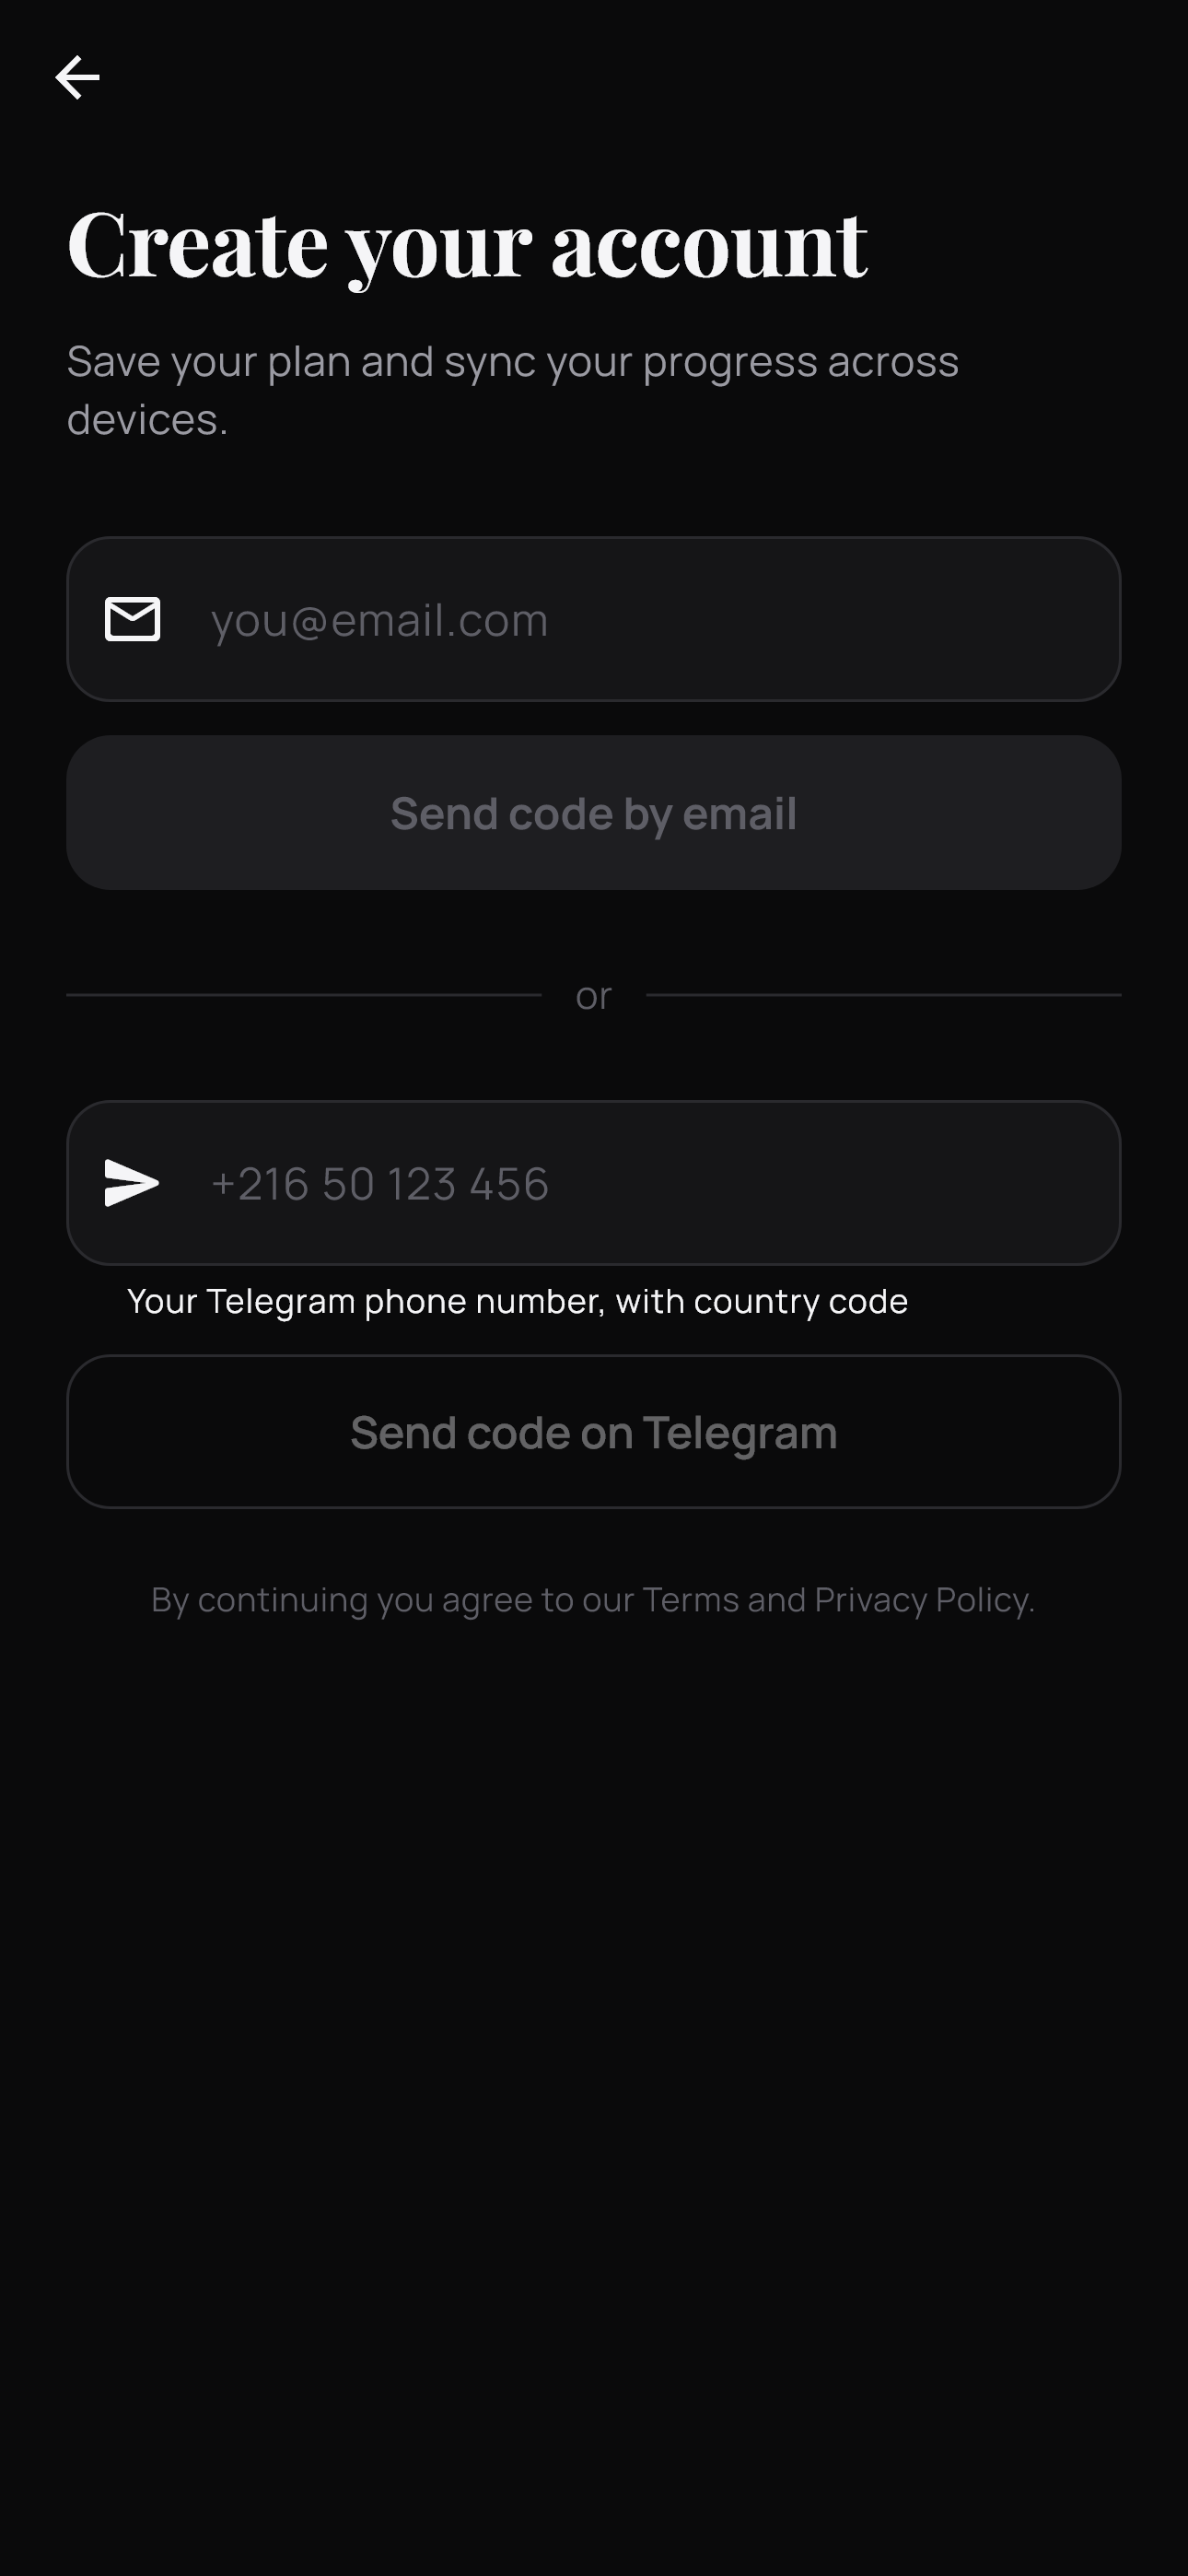 Create your account
Save your plan and sync your progress across
devices.
you@email.com
Send code by email
or
+216 50 123 456
Your Telegram phone number, with country code
Send code on Telegram
By continuing you agree to our Terms and Privacy Policy.